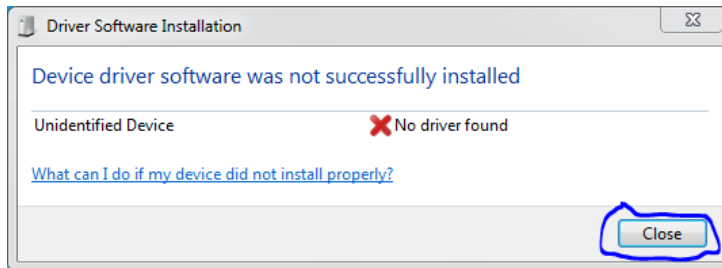 Driver Software Installation
Device driver software was not successfully installed
Unidentified Device No driver found
What can I do if my device did not install properly?
Close